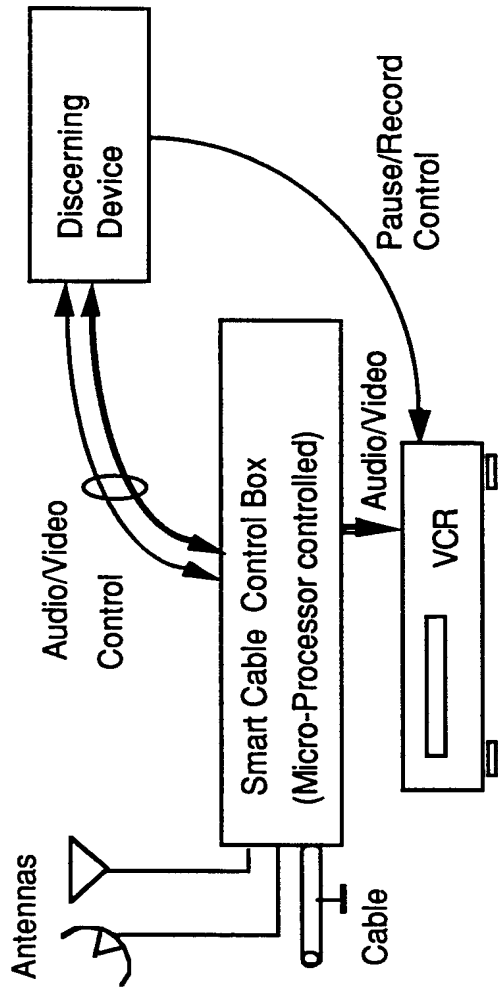 Antennas
Audio/Video
Control
Discerning
Device
Smart Cable Control Box
(Micro-Processor controlled)
Cable
Audio/Video
Pause/Record
Control
VCR